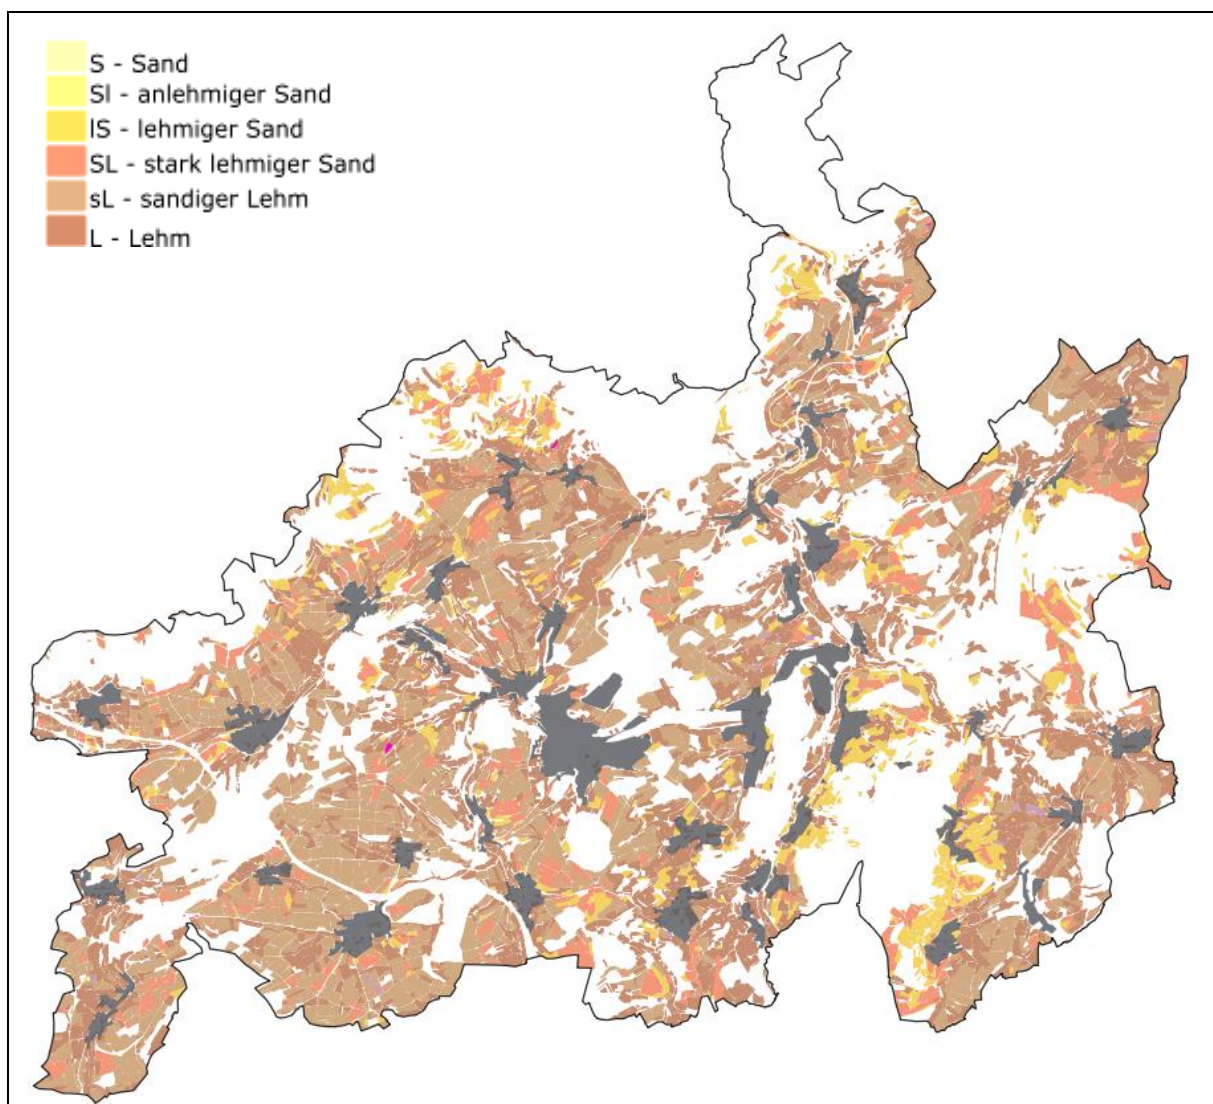 S - Sand
Sl - anlehmiger Sand
lS - lehmiger Sand
SL - stark lehmiger Sand
sL - sandiger Lehm
L - Lehm